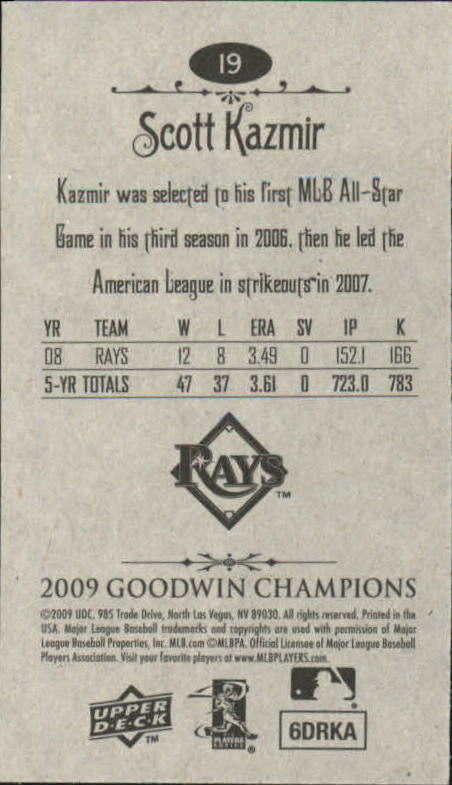 19
Scott Kazmir
Kazmir was selected to his first MLB All-Star
Game in his third season in 2006, then he led the
American League in strikeouts in 2007.
YR TEAM W L ERA SV IP K
08 RAYS 12 8 3.49 0 152.1 166
5-YR TOTALS 47 37 3.61 0 723.0 783
RAYS TM
2009 GOODWIN CHAMPIONS
©2009 UDC, 985 Trade Drive, North Las Vegas, NV 89030. All rights reserved. Printed in the
USA. Major League Baseball trademarks and copyrights are used with permission of Major
League Baseball Properties, Inc. MLB.com ©MLBPA, Official Licensee of Major League Baseball
Players Association. Visit your favorite players at www.MLBPLAYERS.com.
UPPER
D·E·C·K TM
PLAYERS
CHOICE ®
6DRKA